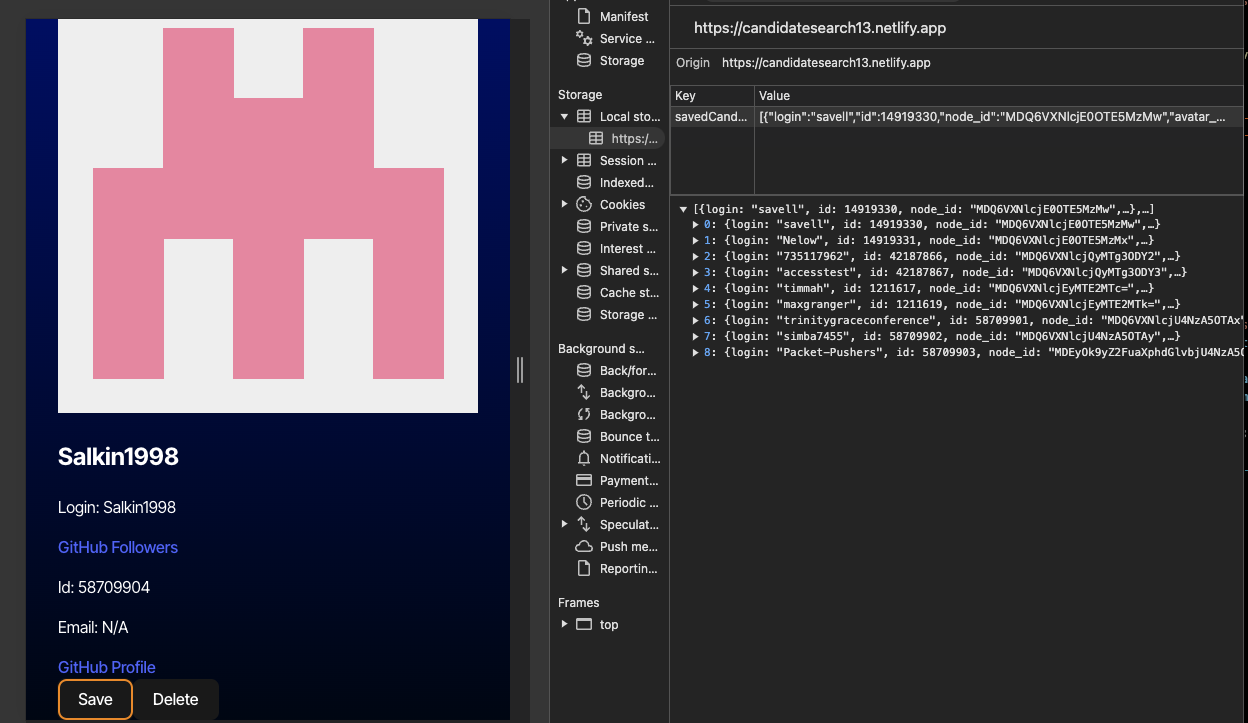 Salkin1998
Login: Salkin1998
GitHub Followers
Id: 58709904
Email: N/A
GitHub Profile
Save
Delete
Manifest
Service ...
Storage
Storage
Local sto...
https:/...
Session ...
Indexed...
Cookies
Private s...
Interest ...
Shared s...
Cache st...
Storage ...
Background s...
Back/for...
Backgro...
Backgro...
Bounce t...
Notificati...
Payment...
Periodic ...
Speculat...
Push me...
Reportin...
Frames
top
https://candidatesearch13.netlify.app
Origin https://candidatesearch13.netlify.app
Key Value
savedCand... [{"login":"savell","id":14919330,"node_id":"MDQ6VXNlcjE0OTE5MzMw","avatar_...
[{login: "savell", id: 14919330, node_id: "MDQ6VXNlcjE0OTE5MzMw",…},…]
0: {login: "savell", id: 14919330, node_id: "MDQ6VXNlcjE0OTE5MzMw",…}
1: {login: "Nelow", id: 14919331, node_id: "MDQ6VXNlcjE0OTE5MzMx",…}
2: {login: "735117962", id: 42187866, node_id: "MDQ6VXNlcjQyMTg3ODY2",…}
3: {login: "accesstest", id: 42187867, node_id: "MDQ6VXNlcjQyMTg3ODY3",…}
4: {login: "timmah", id: 1211617, node_id: "MDQ6VXNlcjEyMTE2MTc=",…}
5: {login: "maxgranger", id: 1211619, node_id: "MDQ6VXNlcjEyMTE2MTk=",…}
6: {login: "trinitygraceconference", id: 58709901, node_id: "MDQ6VXNlcjU4NzA5OTAx"
7: {login: "simba7455", id: 58709902, node_id: "MDQ6VXNlcjU4NzA5OTAy",…}
8: {login: "Packet-Pushers", id: 58709903, node_id: "MDEyOk9yZ2FuaXphdGlvbjU4NzA5O